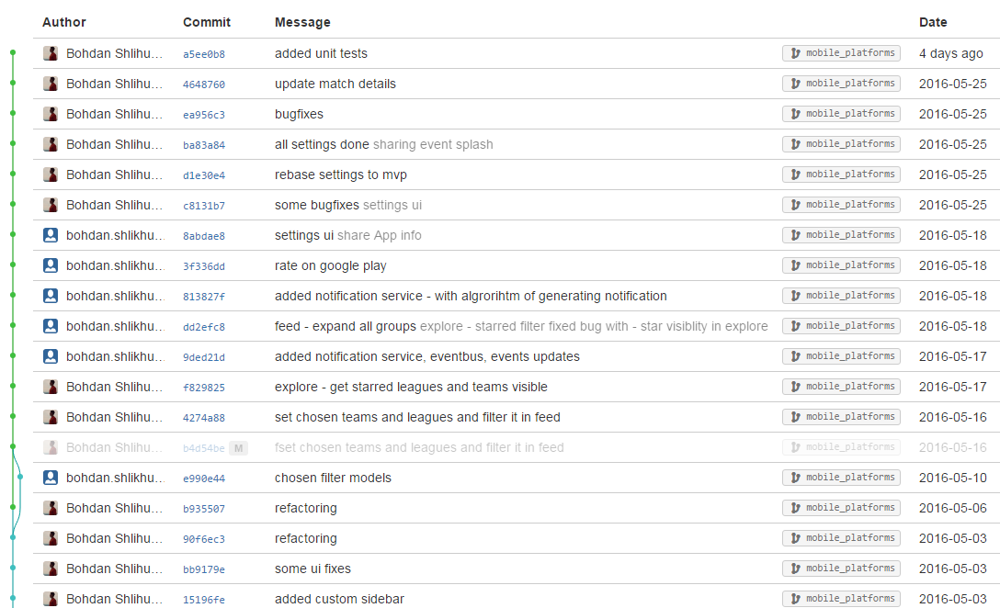 Author Commit Message Date
Bohdan Shlihu... a5ee0b8 added unit tests mobile_platforms 4 days ago
Bohdan Shlihu... 4648760 update match details mobile_platforms 2016-05-25
Bohdan Shlihu... ea956c3 bugfixes mobile_platforms 2016-05-25
Bohdan Shlihu... ba83a84 all settings done sharing event splash mobile_platforms 2016-05-25
Bohdan Shlihu... d1e30e4 rebase settings to mvp mobile_platforms 2016-05-25
Bohdan Shlihu... c8131b7 some bugfixes settings ui mobile_platforms 2016-05-25
bohdan.shlikhu... 8abdae8 settings ui share App info mobile_platforms 2016-05-18
bohdan.shlikhu... 3f336dd rate on google play mobile_platforms 2016-05-18
bohdan.shlikhu... 813827f added notification service - with algrorihtm of generating notification mobile_platforms 2016-05-18
bohdan.shlikhu... dd2efc8 feed - expand all groups explore - starred filter fixed bug with - star visiblity in explore mobile_platforms 2016-05-18
bohdan.shlikhu... 9ded21d added notification service, eventbus, events updates mobile_platforms 2016-05-17
Bohdan Shlihu... f829825 explore - get starred leagues and teams visible mobile_platforms 2016-05-17
Bohdan Shlihu... 4274a88 set chosen teams and leagues and filter it in feed mobile_platforms 2016-05-16
Bohdan Shlihu... b4d54be M fset chosen teams and leagues and filter it in feed mobile_platforms 2016-05-16
bohdan.shlikhu... e990e44 chosen filter models mobile_platforms 2016-05-10
Bohdan Shlihu... b935507 refactoring mobile_platforms 2016-05-06
Bohdan Shlihu... 90f6ec3 refactoring mobile_platforms 2016-05-03
Bohdan Shlihu... bb9179e some ui fixes mobile_platforms 2016-05-03
Bohdan Shlihu... 15196fe added custom sidebar mobile_platforms 2016-05-03